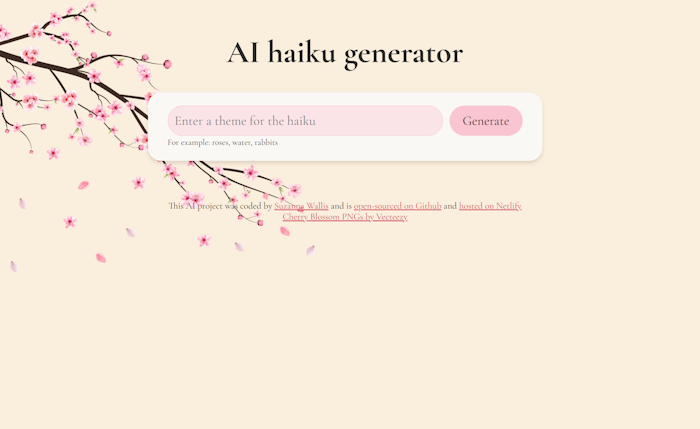 AI haiku generator
Enter a theme for the haiku
Generate
For example: roses, water, rabbits
This AI project was coded by Suzanna Wallis and is open-sourced on Github and hosted on Netlify
Cherry Blossom PNGs by Vecteezy